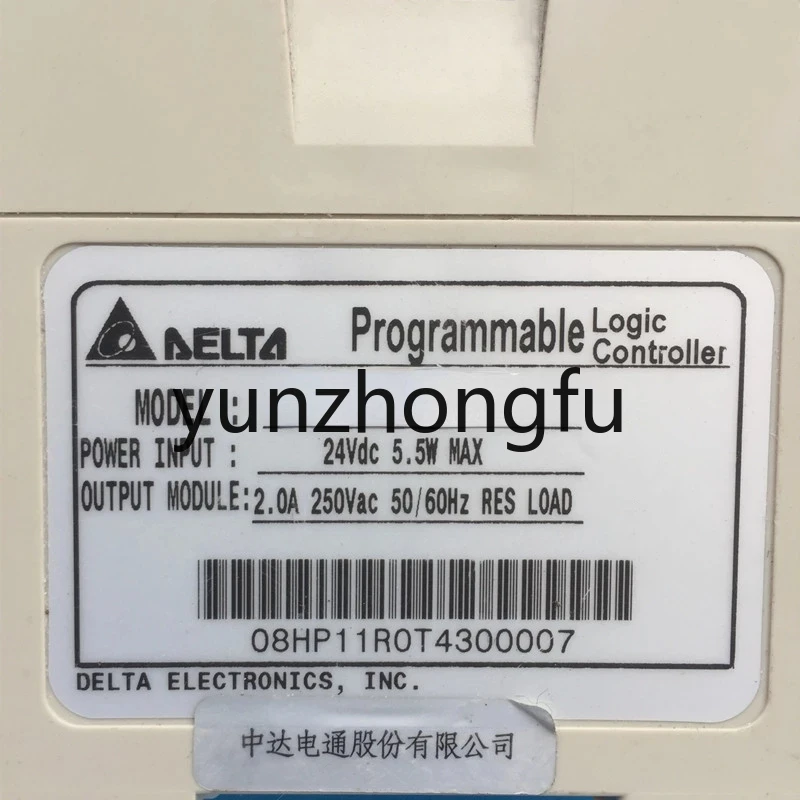 DELTA
Programmable Logic Controller
MODEL :
yunzhongfu
POWER INPUT : 24Vdc 5.5W MAX
OUTPUT MODULE: 2.0A 250Vac 50/60Hz RES LOAD
08HP11R0T4300007
DELTA ELECTRONICS, INC.
中达电通股份有限公司